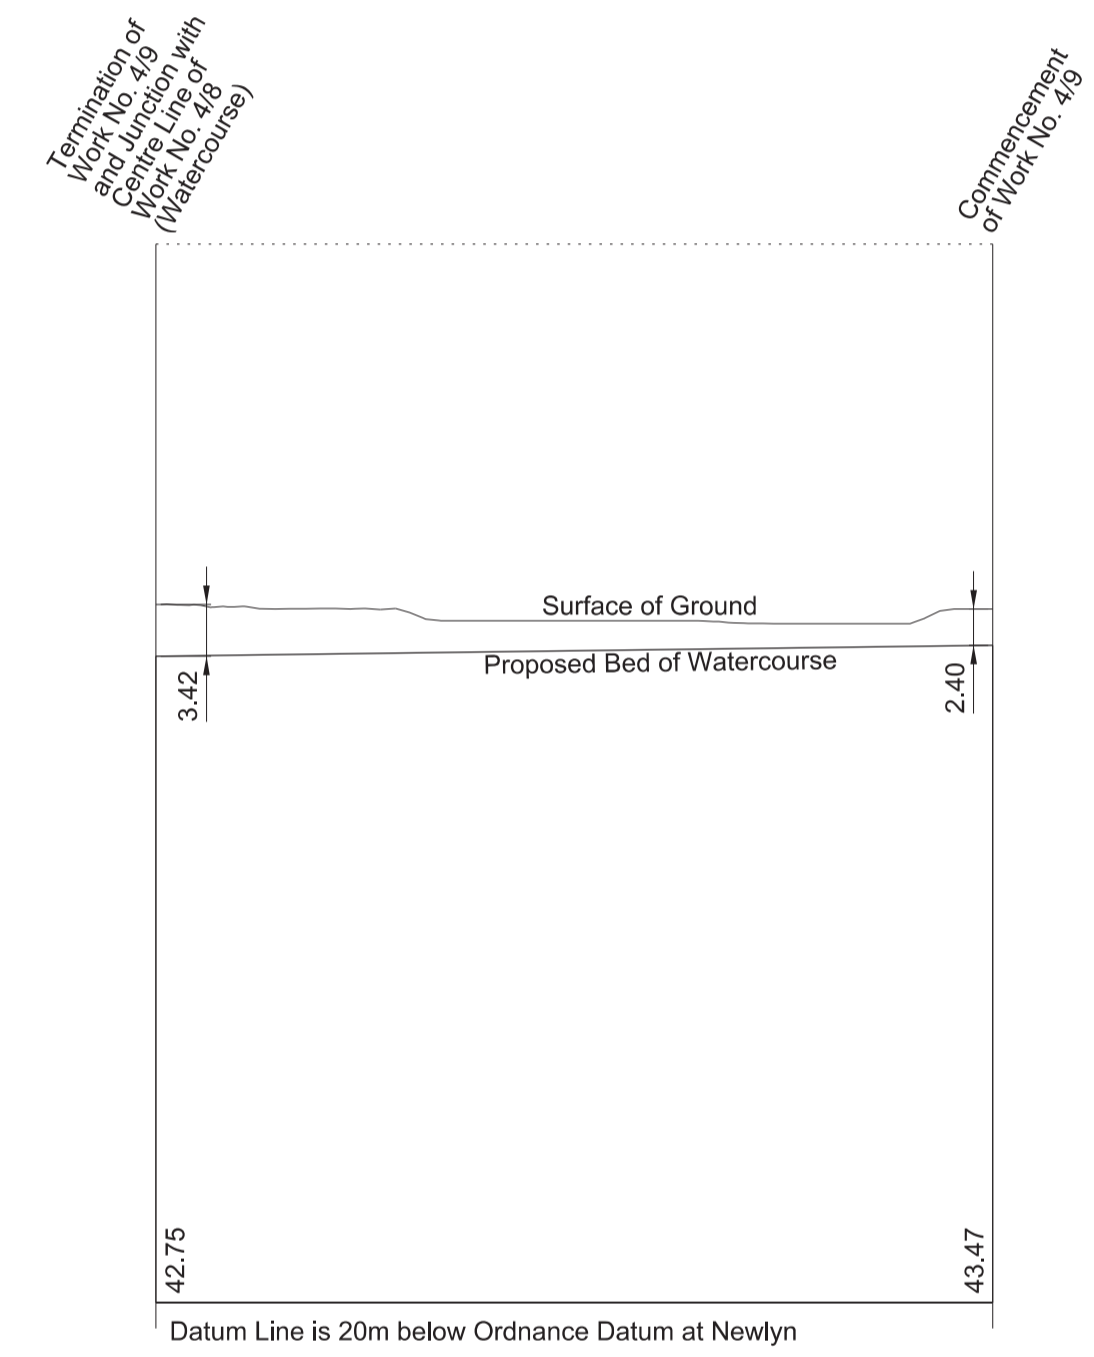 Termination of
Work No. 4/9
and Junction with
Centre Line of
Work No. 4/8
(Watercourse)
Commencement
of Work No. 4/9
Surface of Ground
Proposed Bed of Watercourse
3.42
2.40
42.75
43.47
Datum Line is 20m below Ordnance Datum at Newlyn